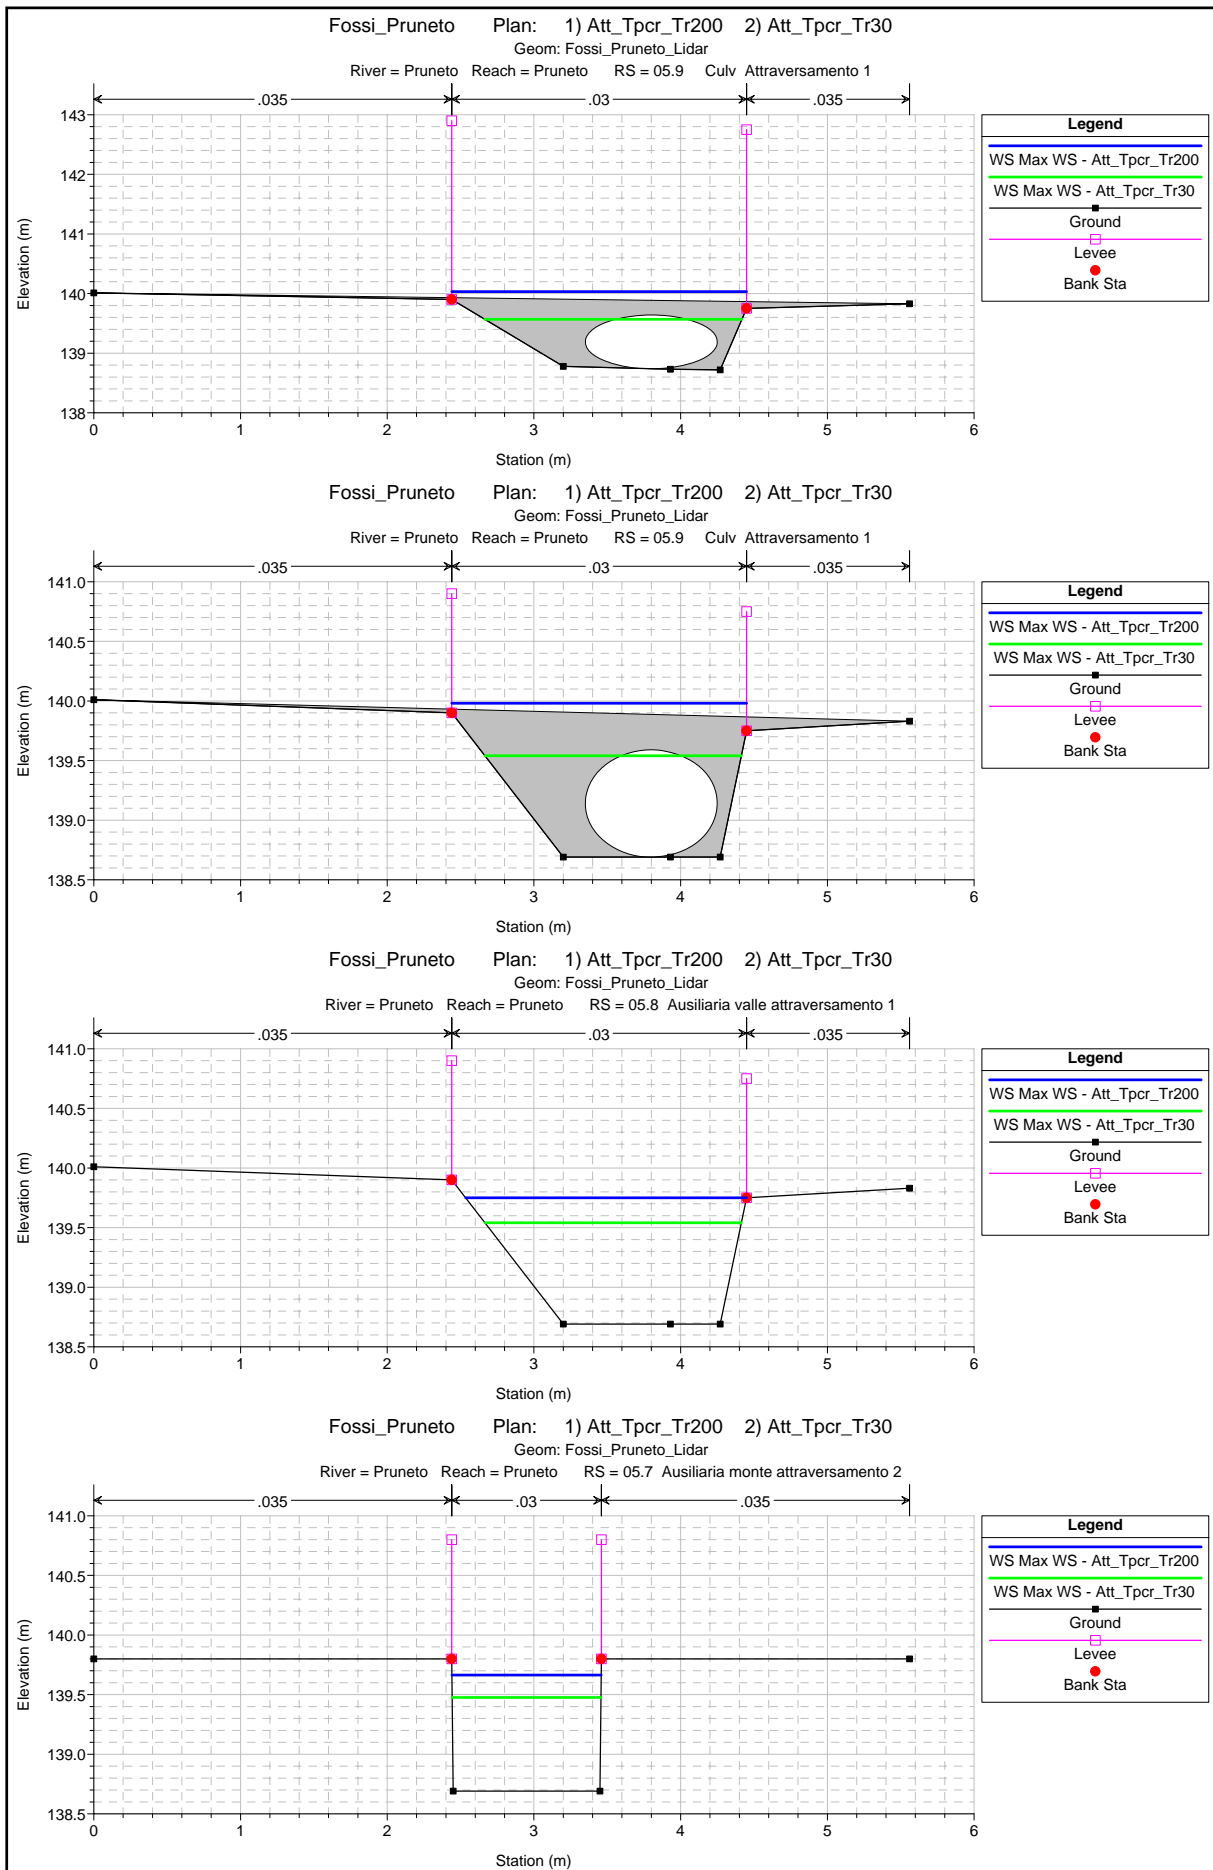 Fossi_Pruneto Plan: 1) Att_Tpcr_Tr200 2) Att_Tpcr_Tr30
Geom: Fossi_Pruneto_Lidar
River = Pruneto Reach = Pruneto RS = 05.9 Culv Attraversamento 1
.035 .03 .035
143
142
141
140
139
138
Elevation (m)
0 1 2 3 4 5 6
Station (m)
Legend
WS Max WS - Att_Tpcr_Tr200
WS Max WS - Att_Tpcr_Tr30
Ground
Levee
Bank Sta
Fossi_Pruneto Plan: 1) Att_Tpcr_Tr200 2) Att_Tpcr_Tr30
Geom: Fossi_Pruneto_Lidar
River = Pruneto Reach = Pruneto RS = 05.9 Culv Attraversamento 1
.035 .03 .035
141.0
140.5
140.0
139.5
139.0
138.5
Elevation (m)
0 1 2 3 4 5 6
Station (m)
Legend
WS Max WS - Att_Tpcr_Tr200
WS Max WS - Att_Tpcr_Tr30
Ground
Levee
Bank Sta
Fossi_Pruneto Plan: 1) Att_Tpcr_Tr200 2) Att_Tpcr_Tr30
Geom: Fossi_Pruneto_Lidar
River = Pruneto Reach = Pruneto RS = 05.8 Ausiliaria valle attraversamento 1
.035 .03 .035
141.0
140.5
140.0
139.5
139.0
138.5
Elevation (m)
0 1 2 3 4 5 6
Station (m)
Legend
WS Max WS - Att_Tpcr_Tr200
WS Max WS - Att_Tpcr_Tr30
Ground
Levee
Bank Sta
Fossi_Pruneto Plan: 1) Att_Tpcr_Tr200 2) Att_Tpcr_Tr30
Geom: Fossi_Pruneto_Lidar
River = Pruneto Reach = Pruneto RS = 05.7 Ausiliaria monte attraversamento 2
.035 .03 .035
141.0
140.5
140.0
139.5
139.0
138.5
Elevation (m)
0 1 2 3 4 5 6
Station (m)
Legend
WS Max WS - Att_Tpcr_Tr200
WS Max WS - Att_Tpcr_Tr30
Ground
Levee
Bank Sta